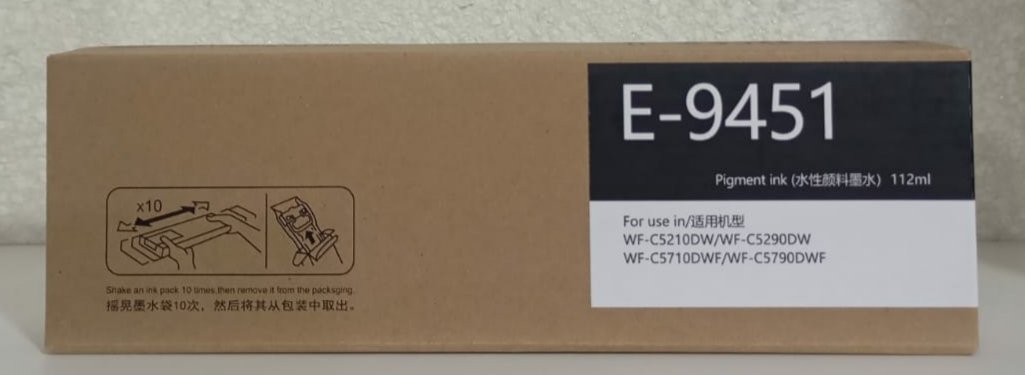 E-9451
Pigment ink (水性颜料墨水) 112ml
For use in/适用机型
WF-C5210DW/WF-C5290DW
WF-C5710DWF/WF-C5790DWF
x10
Shake an ink pack 10 times,then remove it from the packsging.
摇晃墨水袋10次，然后将其从包装中取出。